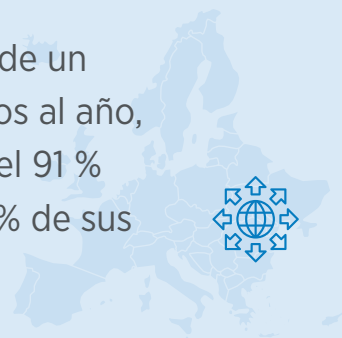 de un
os al año,
el 91 %
% de sus